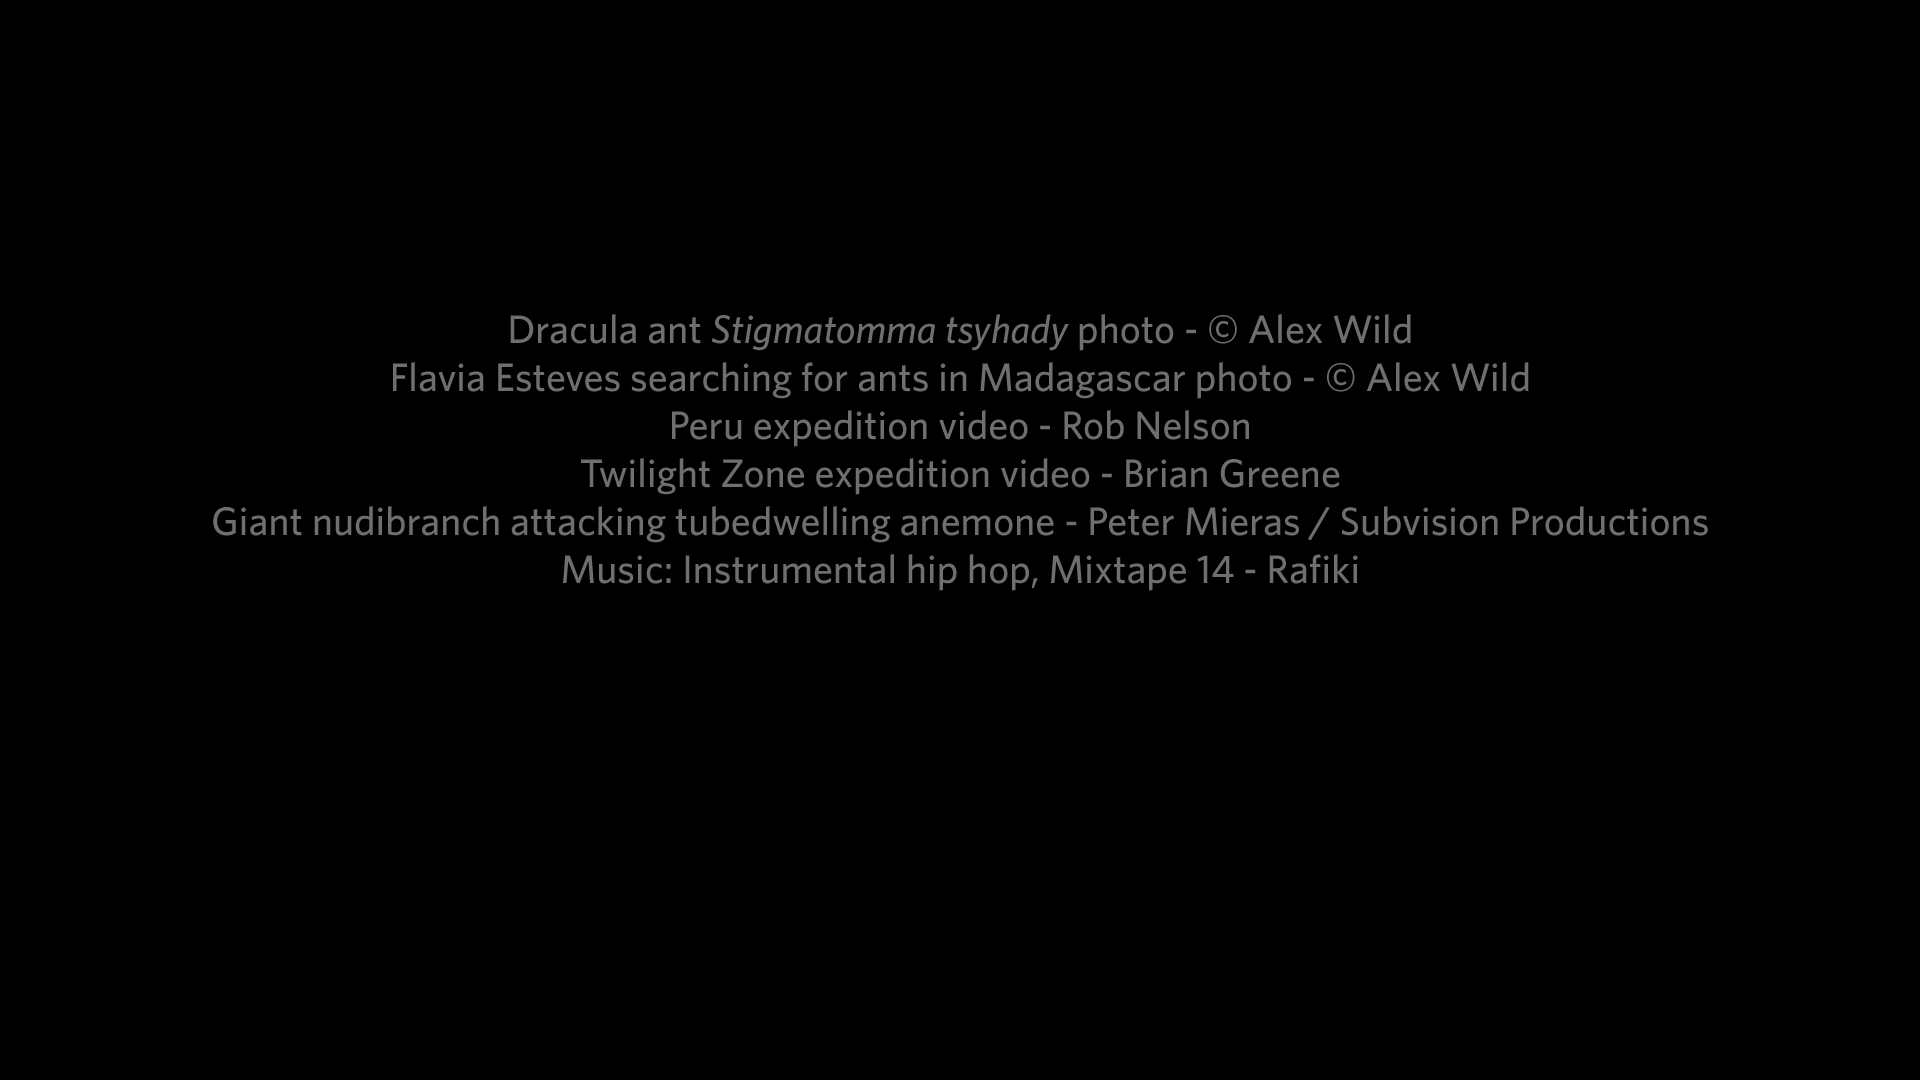 Dracula ant Stigmatomma tsyhady photo - © Alex Wild
Flavia Esteves searching for ants in Madagascar photo - © Alex Wild
Peru expedition video - Rob Nelson
Twilight Zone expedition video - Brian Greene
Giant nudibranch attacking tubedwelling anemone - Peter Mieras / Subvision Productions
Music: Instrumental hip hop, Mixtape 14 - Rafiki